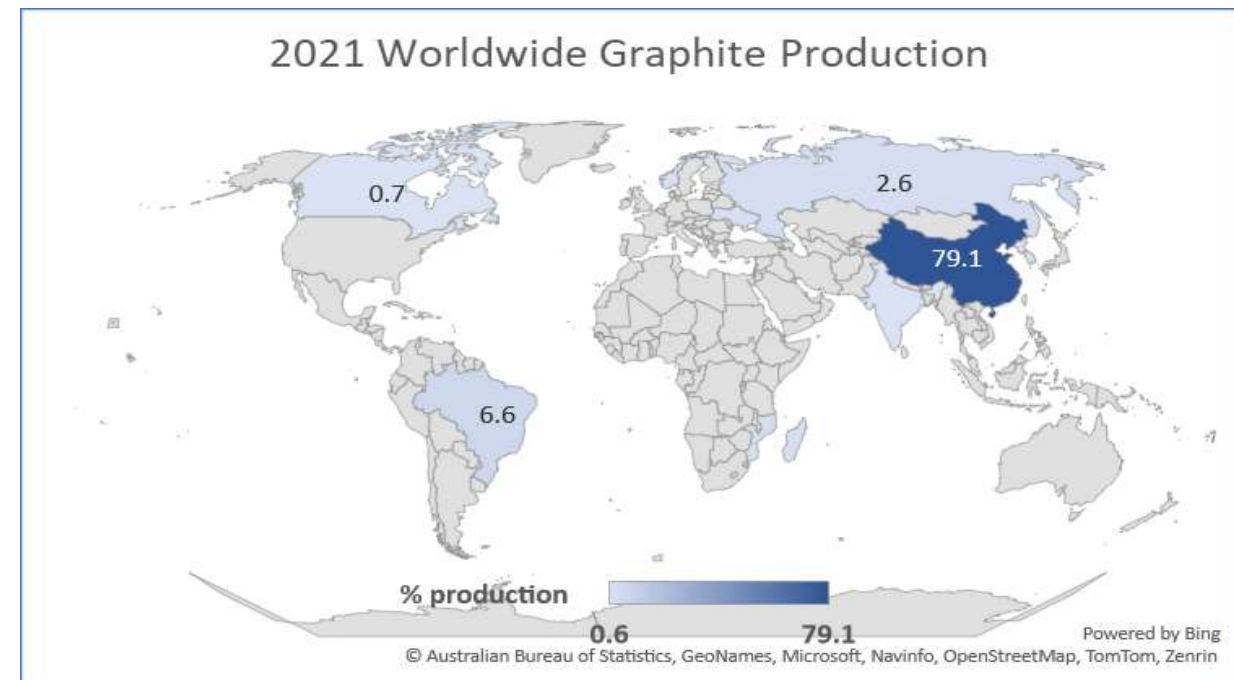 2021 Worldwide Graphite Production
0.7
2.6
79.1
6.6
% production
0.6 79.1
Powered by Bing
© Australian Bureau of Statistics, GeoNames, Microsoft, Navinfo, OpenStreetMap, TomTom, Zenrin